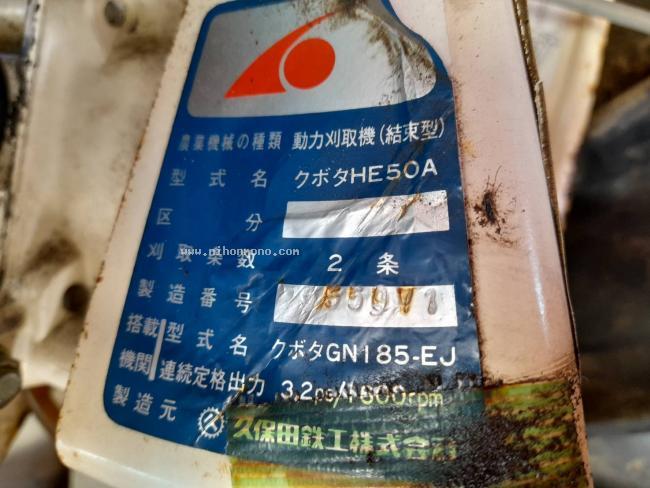 農業機械の種類 動力刈取機(結束型)
型式名 クボタHE50A
区分
刈取条数 2条
www.nihonmono.com
製造番号
搭載機関 型式名 クボタGN185-EJ
連続定格出力 3.2ps/1600rpm
製造元 久保田鉄工株式会社